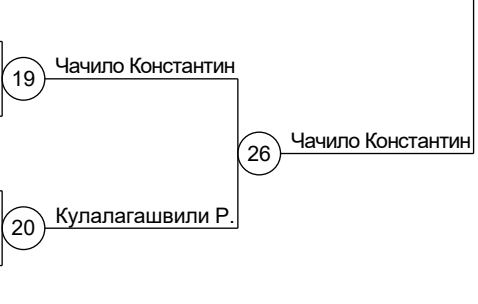 19 Чачило Константин
26 Чачило Константин
20 Кулалагашвили Р.